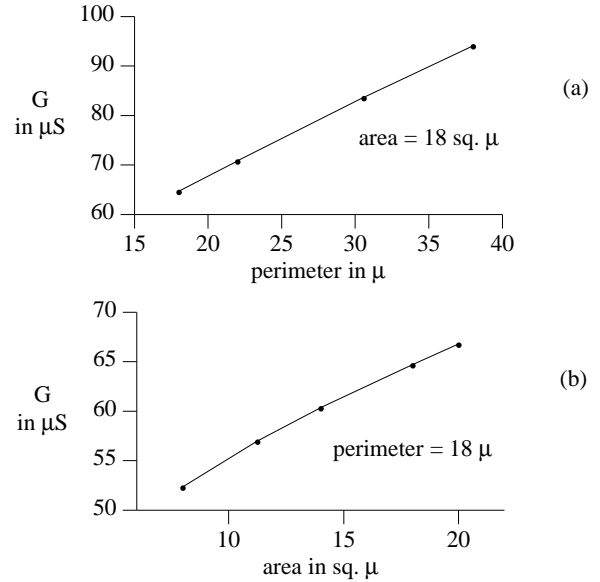 100
90
80
70
60
G
in μS
area = 18 sq. μ
(a)
15 20 25 30 35 40
perimeter in μ
70
65
60
55
50
G
in μS
perimeter = 18 μ
(b)
10 15 20
area in sq. μ